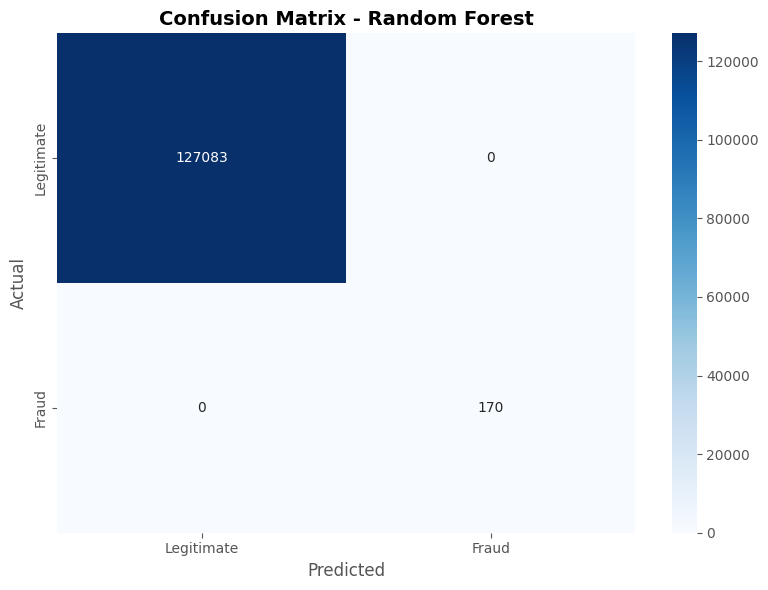 Confusion Matrix - Random Forest
Legitimate
127083
0
Actual
Fraud
0
170
Legitimate
Fraud
Predicted
120000
100000
80000
60000
40000
20000
0